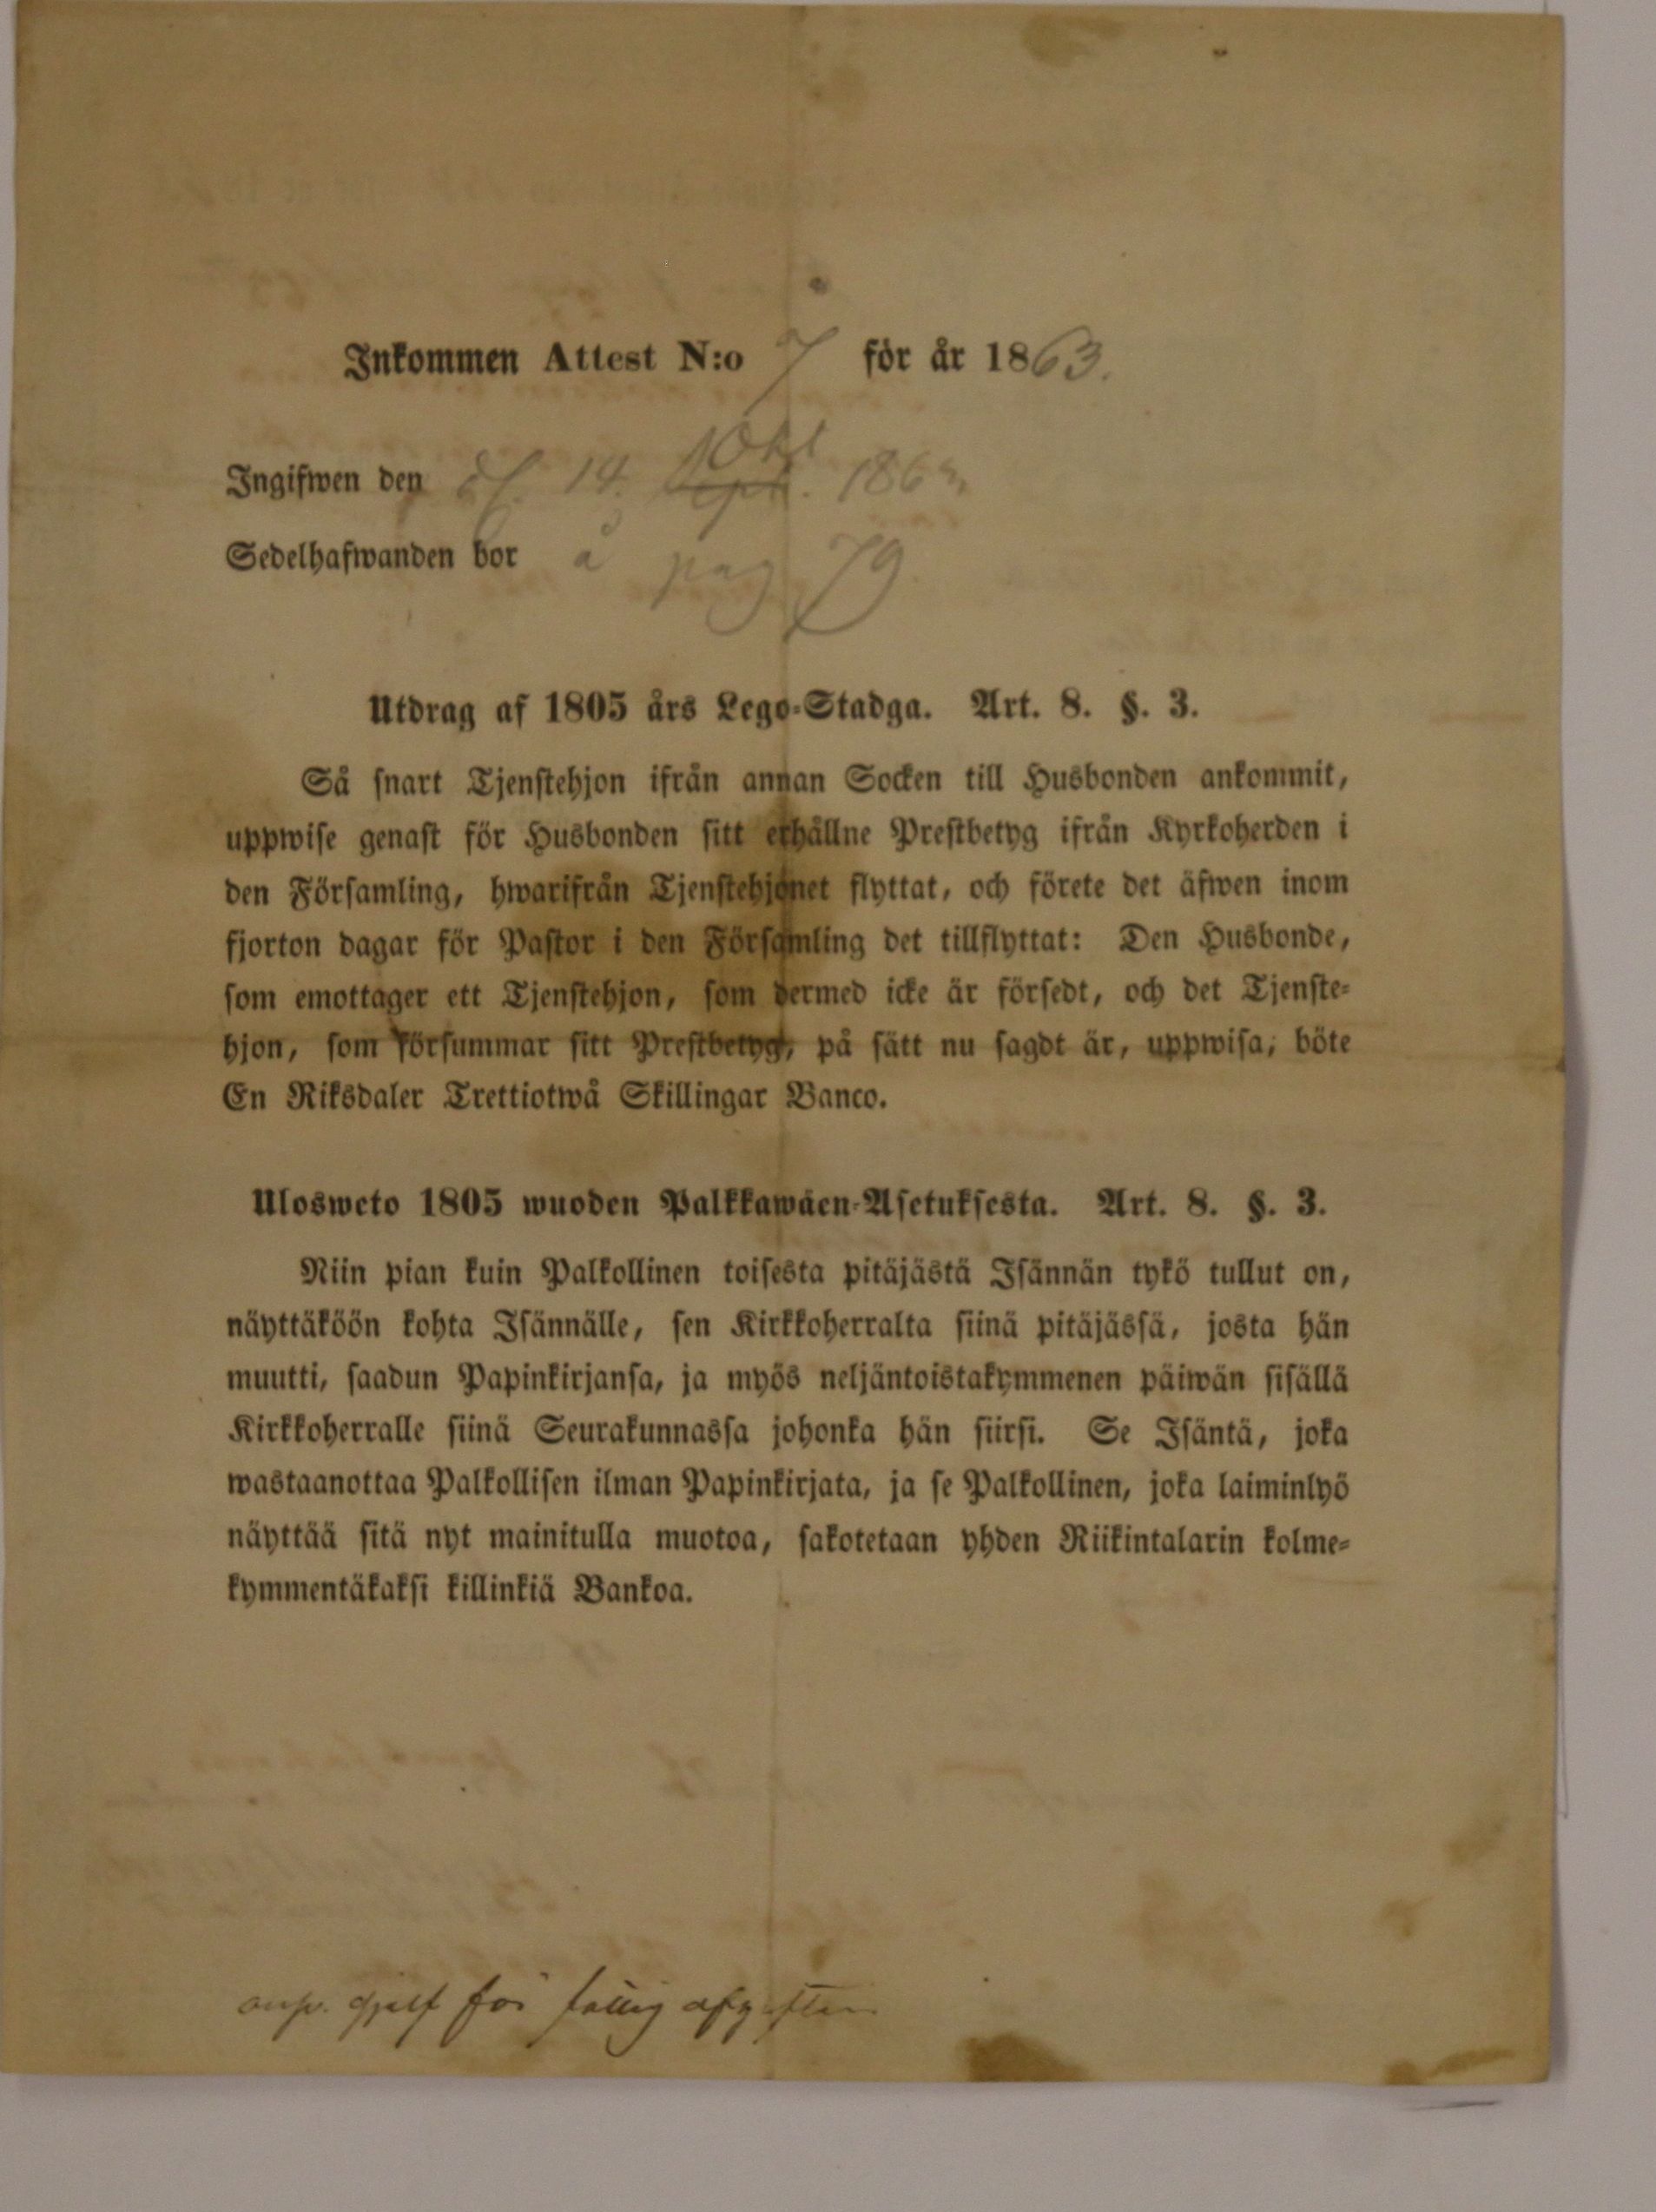 Inkommen Attest N:o 7 för år 1863.
Ingifwen den 14. Okt 1863
Sedelhafwanden bor å pag 79
Utdrag af 1805 års Lego-Stadga. Art. 8. §. 3.
Så snart Tjenstehjon ifrån annan Socken till Husbonden ankommit,
uppwise genast för Husbonden sitt erhållne Prestbetyg ifrån Kyrkoherden i
den Församling, hwarifrån Tjenstehjonet flyttat, och förete det äfwen inom
fjorton dagar för Pastor i den Församling det tillflyttat: Den Husbonde,
som emottager ett Tjenstehjon, som dermed icke är försedt, och det Tjenste-
hjon, som försummar sitt Prestbetyg, på sätt nu sagdt är, uppwisa, böte
En Riksdaler Trettiotwå Skillingar Banco.
Ulosweto 1805 wuoden Palkkawäen-Asetuksesta. Art. 8. §. 3.
Niin pian kuin Palkollinen toisesta pitäjästä Isännän tykö tullut on,
näyttäköön kohta Isännälle, sen Kirkkoherralta siinä pitäjässä, josta hän
muutti, saadun Papinkirjansa, ja myös neljäntoistakymmenen päiwän sisällä
Kirkkoherralle siinä Seurakunnassa johonka hän siirsi. Se Isäntä, joka
wastaanottaa Palkollisen ilman Papinkirjata, ja se Palkollinen, joka laiminlyö
näyttää sitä nyt mainitulla muotoa, sakotetaan yhden Riikintalarin kolme-
kymmentäkaksi killinkiä Bankoa.
för afgiften